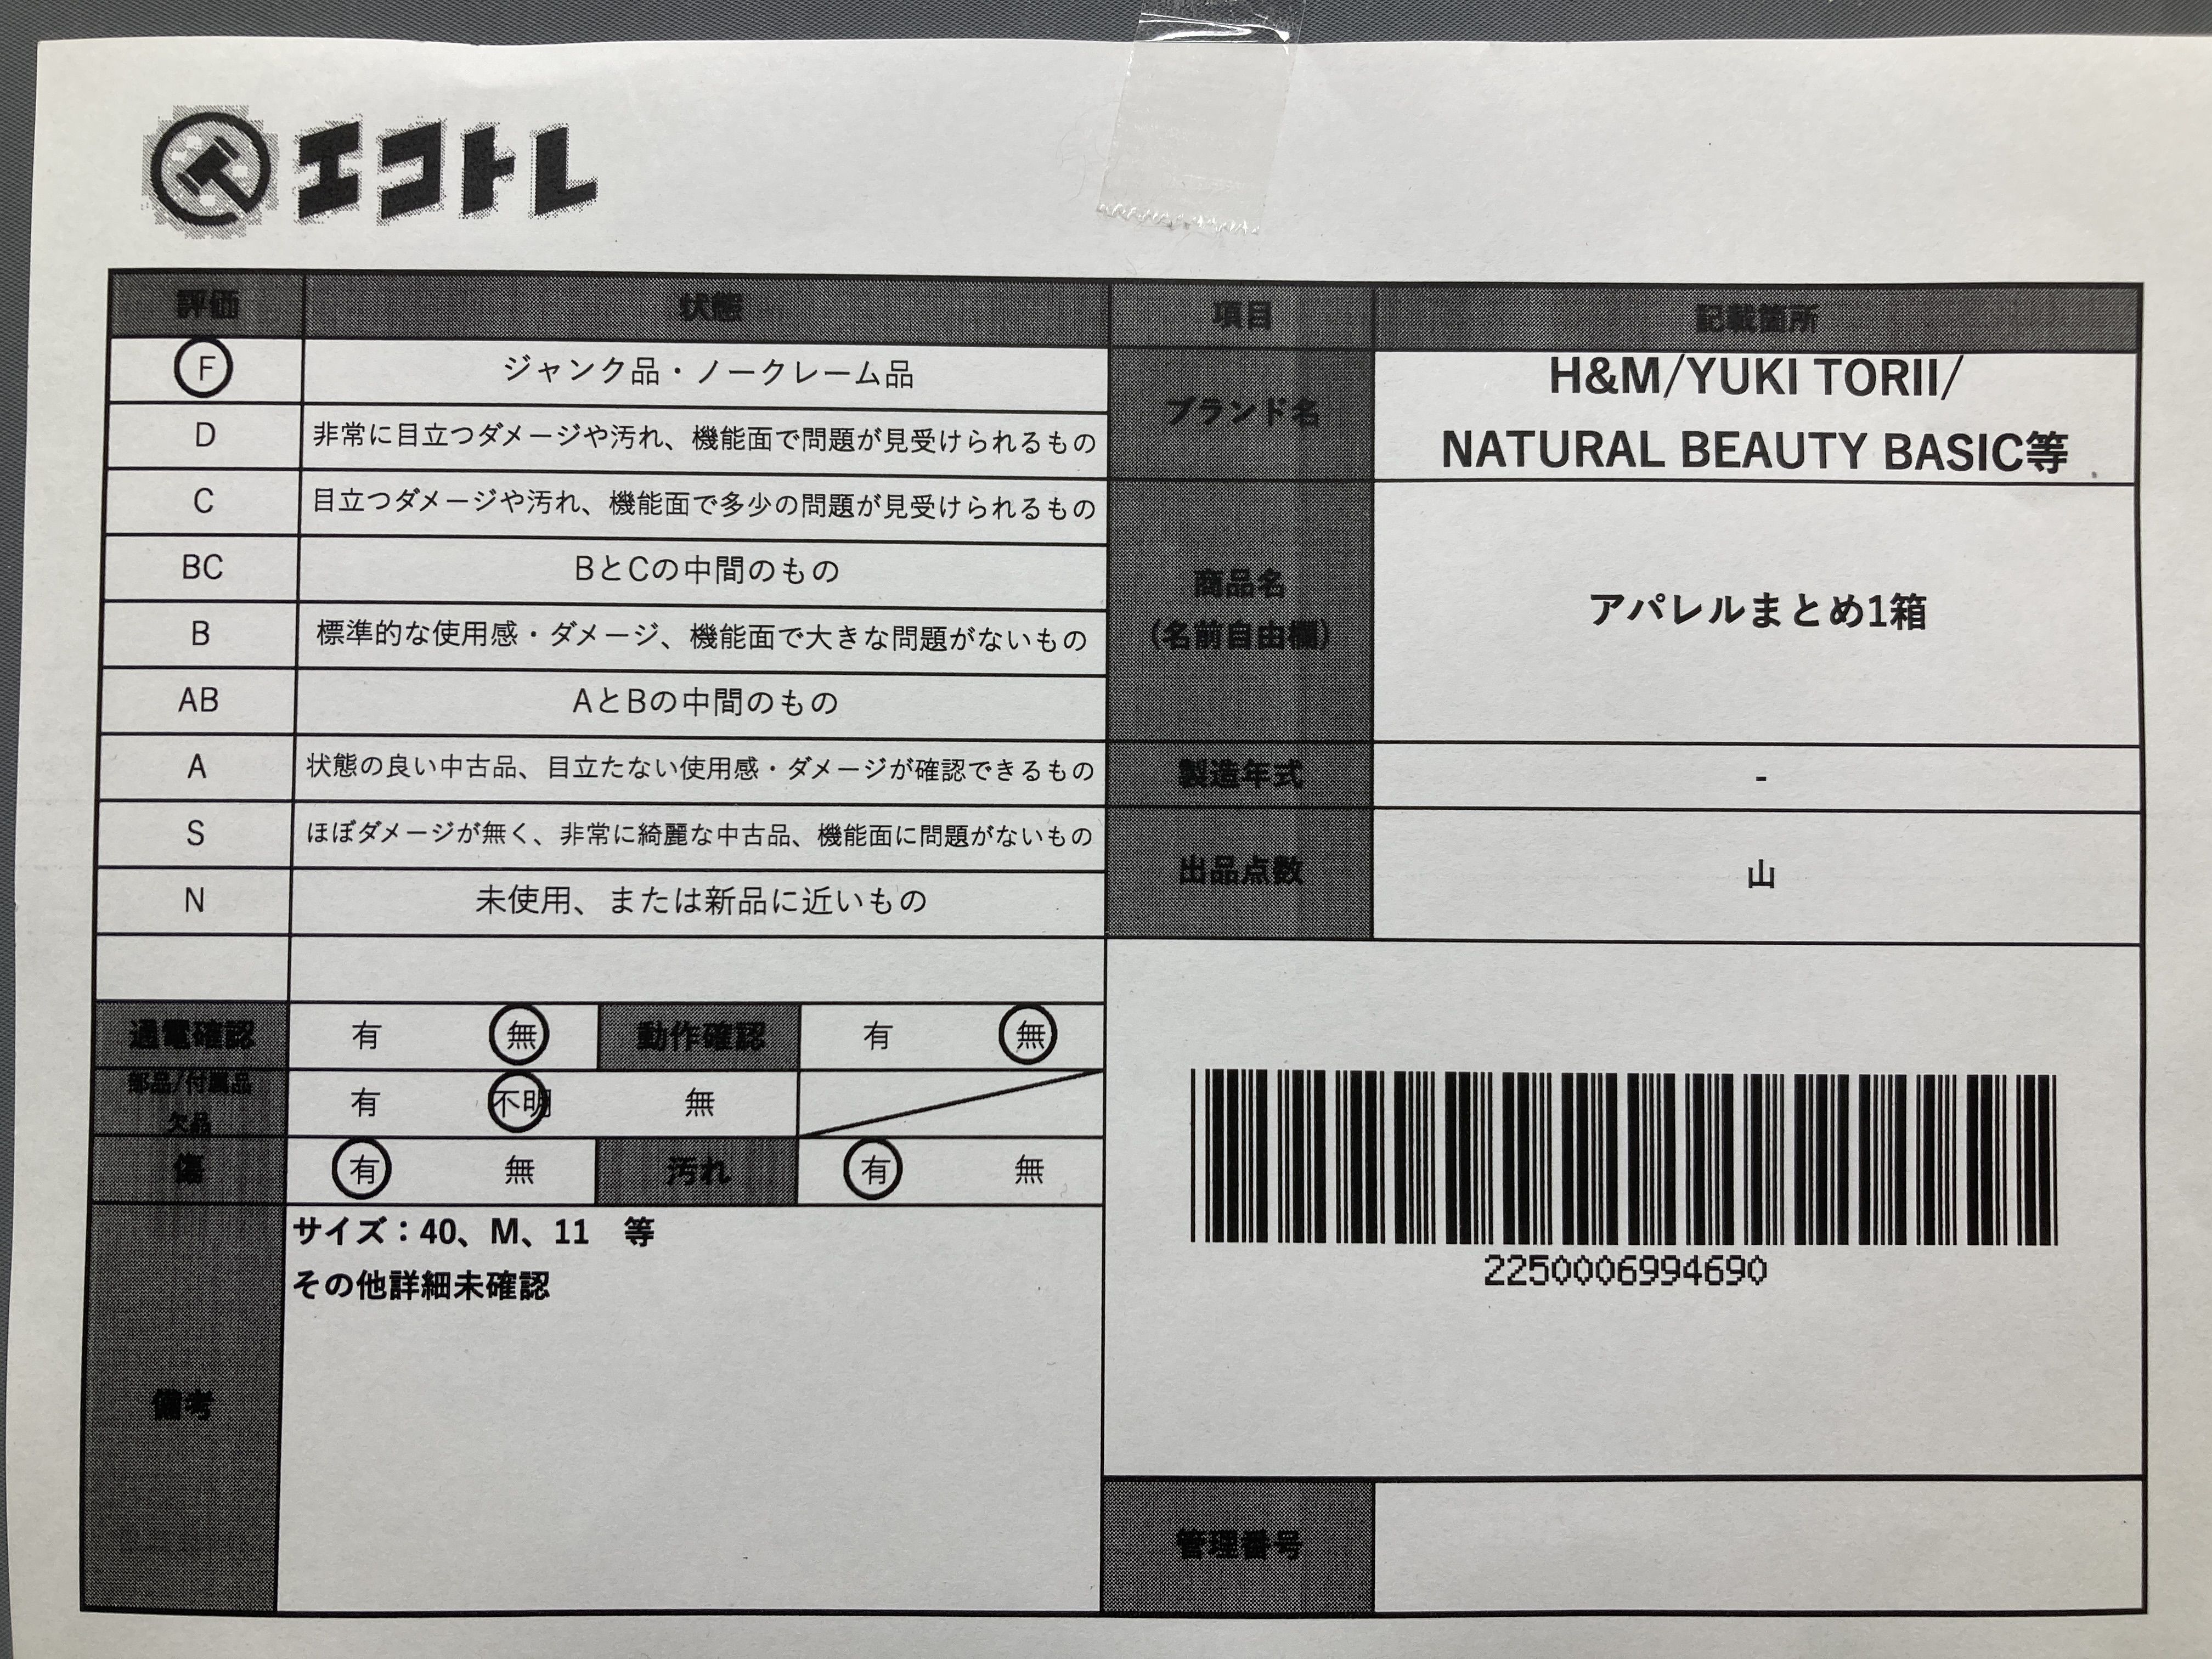 エコトレ
評価 状態 項目 記載箇所
F ジャンク品・ノークレーム品
D 非常に目立つダメージや汚れ、機能面で問題が見受けられるもの
C 目立つダメージや汚れ、機能面で多少の問題が見受けられるもの
BC BとCの中間のもの
B 標準的な使用感・ダメージ、機能面で大きな問題がないもの
AB AとBの中間のもの
A 状態の良い中古品、目立たない使用感・ダメージが確認できるもの
S ほぼダメージが無く、非常に綺麗な中古品、機能面に問題がないもの
N 未使用、または新品に近いもの
通電確認 有 無 動作確認 有 無
部品/付属品
欠品
有 不明 無
傷 有 無 汚れ 有 無
備考
サイズ：40、M、11　等
その他詳細未確認
ブランド名
H&M/YUKI TORII/
NATURAL BEAUTY BASIC等
商品名
(名前自由欄)
アパレルまとめ1箱
製造年式 -
出品点数 山
2250006994690
管理番号